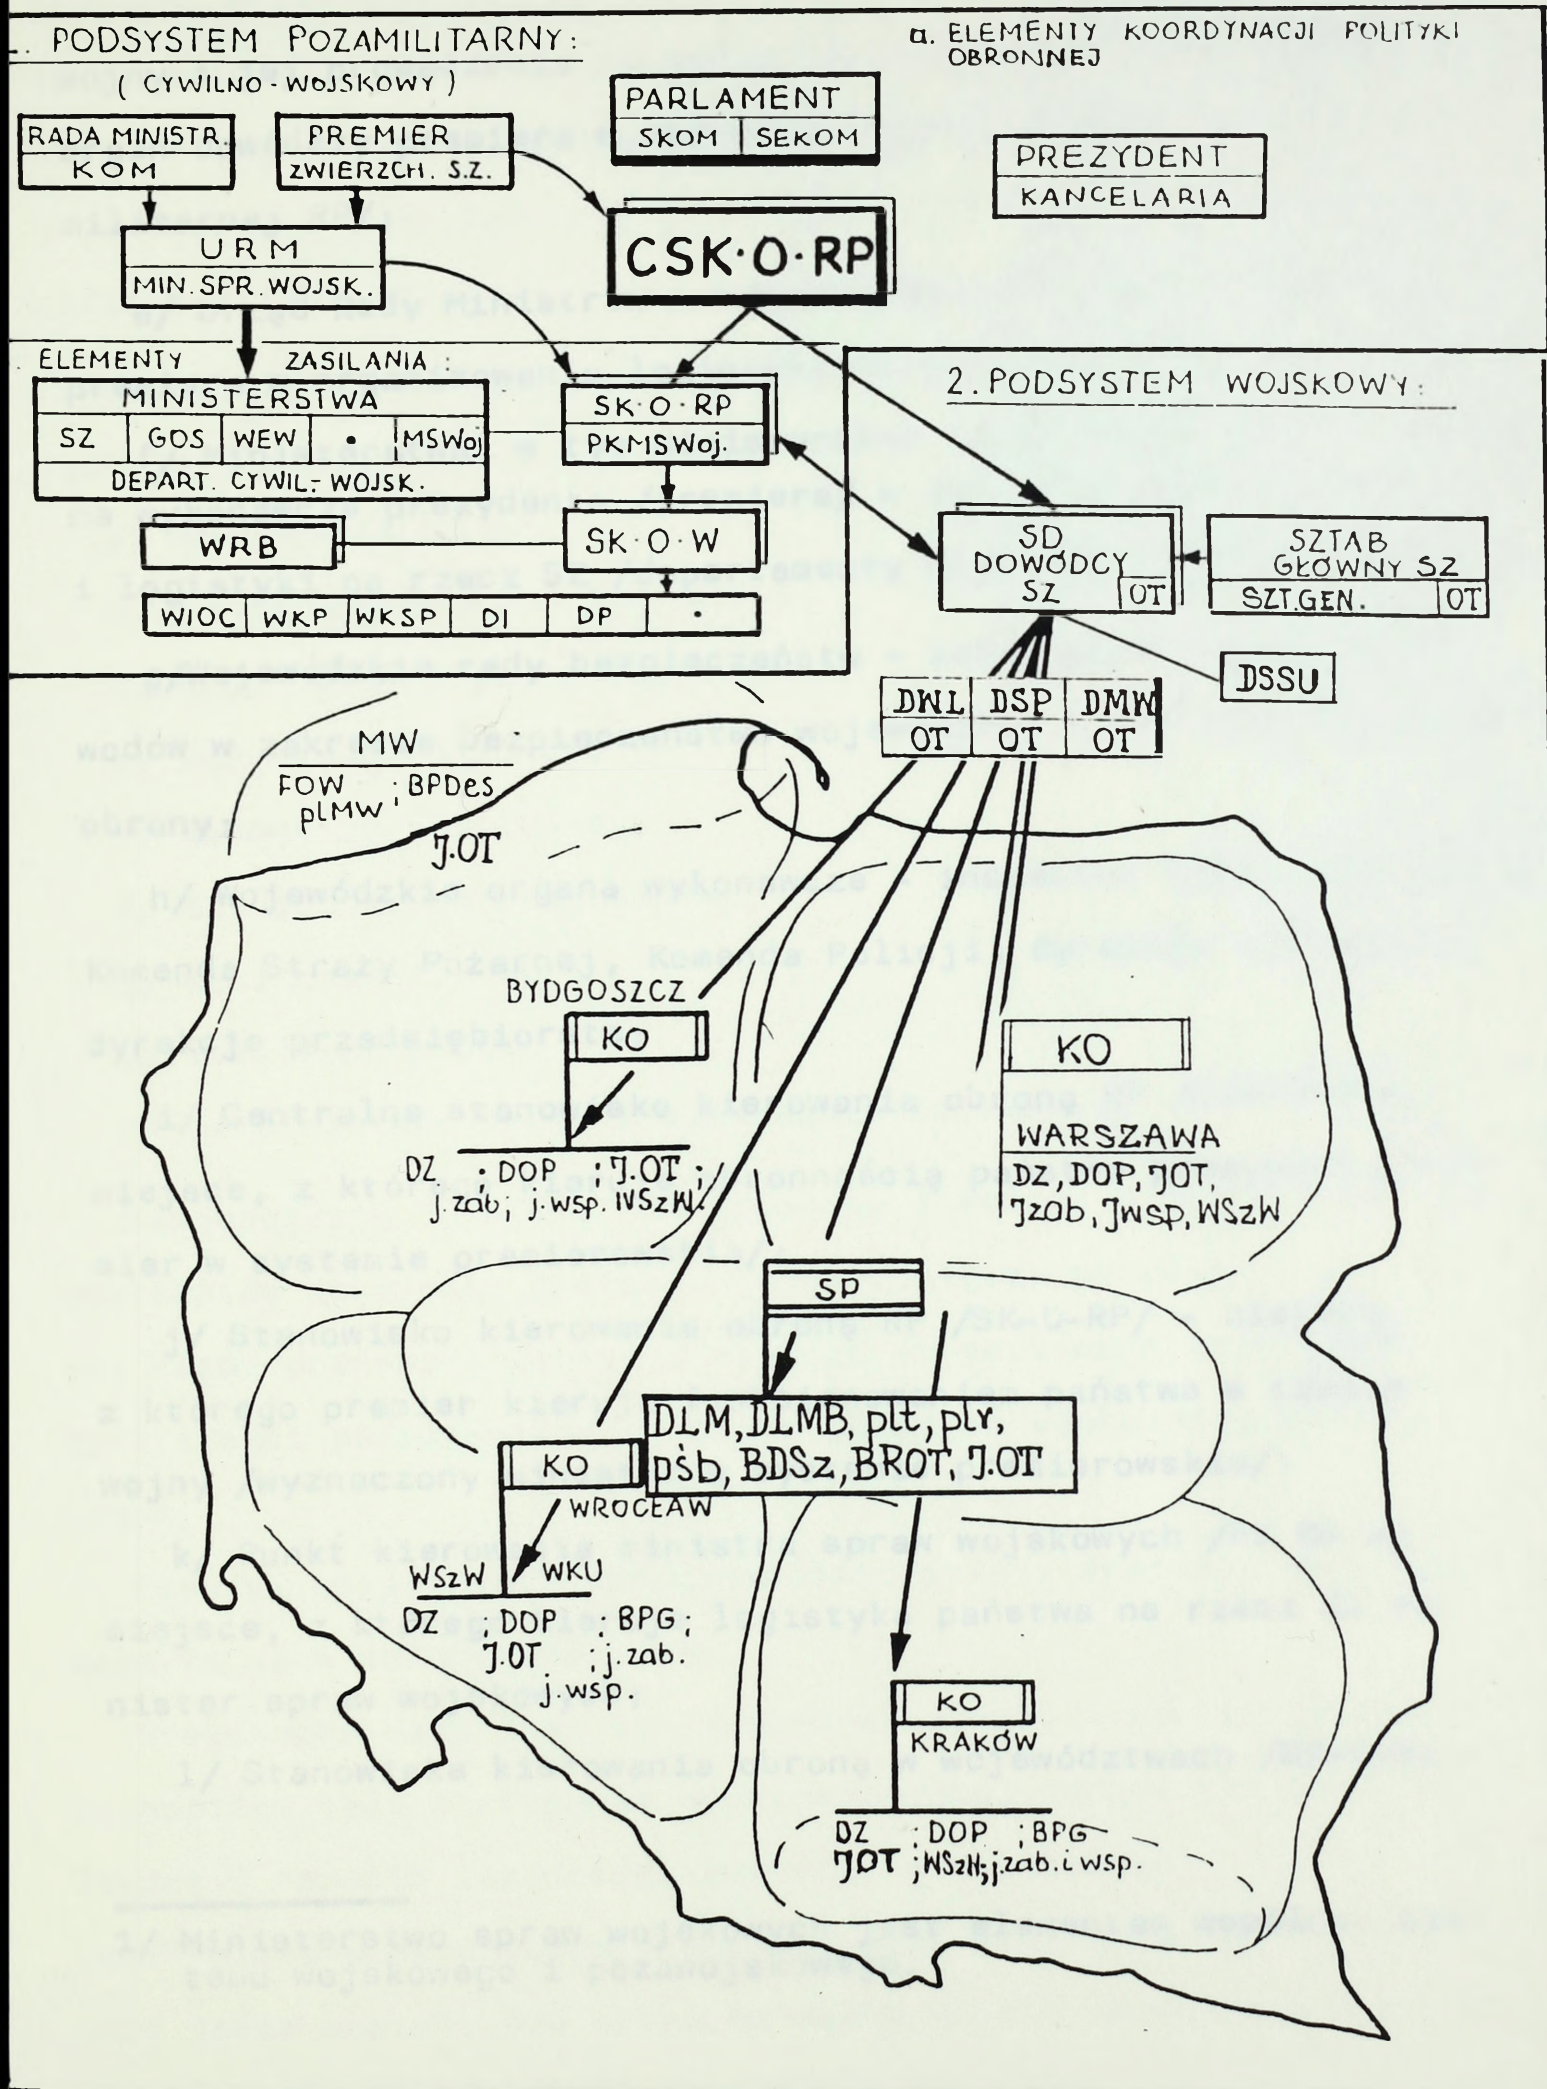 . PODSYSTEM POZAMILITARNY:
( CYWILNO-WOJSKOWY )
a. ELEMENTY KOORDYNACJI POLITYKI
OBRONNEJ
RADA MINISTR.
KOM
PREMIER
ZWIERZCH. S.Z.
PARLAMENT
SKOM SEKOM
PREZYDENT
KANCELARIA
URM
MIN. SPR. WOJSK.
CSK·O·RP
ELEMENTY ZASILANIA:
MINISTERSTWA
SZ GOS WEW • MSWoj
DEPART. CYWIL.-WOJSK.
SK·O·RP
PKMSWoj.
WRB
SK·O·W
WIOC WKP WKSP DI DP •
2. PODSYSTEM WOJSKOWY:
SD
DOWÓDCY
SZ OT
SZTAB
GŁÓWNY SZ
SZT.GEN. OT
DSSU
DWL DSP DMW
OT OT OT
MW
FOW ; BPDes
plMW
J.OT
BYDGOSZCZ
KO
DZ ; DOP ; J.OT ;
j.zab; j.wsp. WSzW.
KO
WARSZAWA
DZ, DOP, JOT,
Jzab, Jwsp, WSzW
SP
DLM, DLMB, plt, plr,
pśb, BDSz, BROT, J.OT
KO
WROCŁAW
WSzW WKU
DZ ; DOP ; BPG;
J.OT ; j.zab.
j.wsp.
KO
KRAKÓW
DZ ; DOP ; BPG
JOT ; WSzW; j.zab. i wsp.